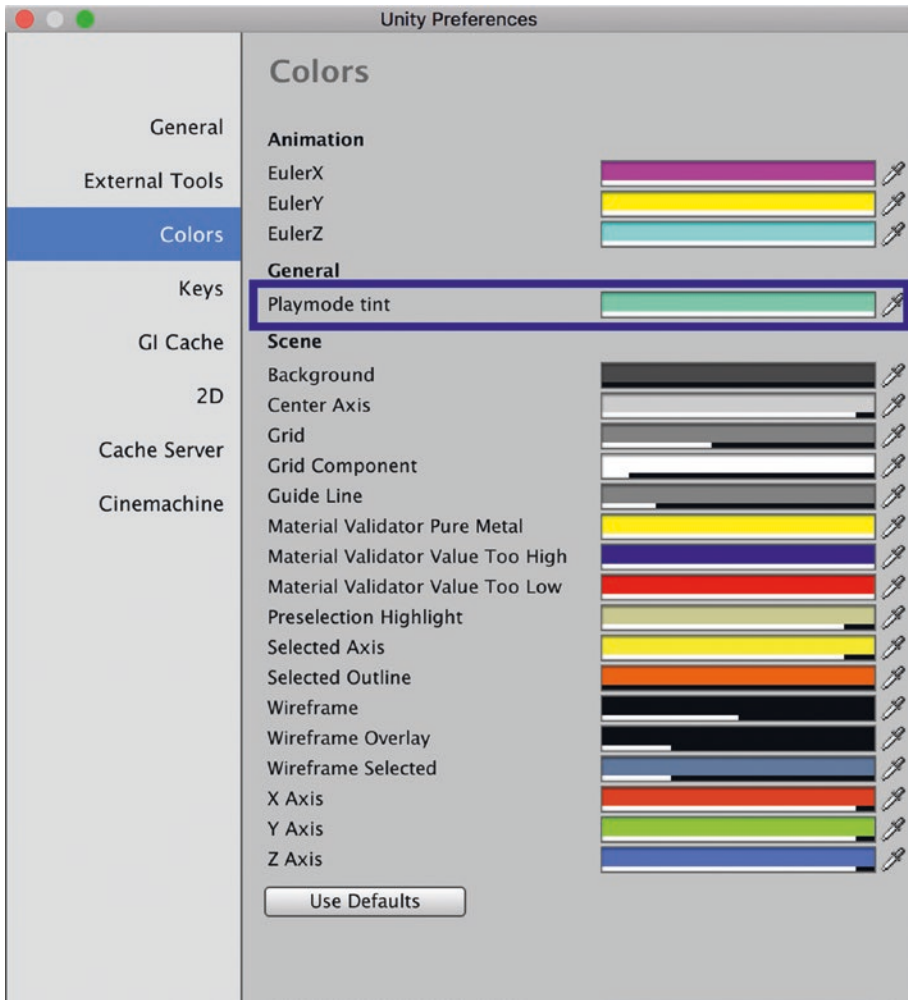 Unity Preferences
General
External Tools
Colors
Keys
GI Cache
2D
Cache Server
Cinemachine
Colors
Animation
EulerX
EulerY
EulerZ
General
Playmode tint
Scene
Background
Center Axis
Grid
Grid Component
Guide Line
Material Validator Pure Metal
Material Validator Value Too High
Material Validator Value Too Low
Preselection Highlight
Selected Axis
Selected Outline
Wireframe
Wireframe Overlay
Wireframe Selected
X Axis
Y Axis
Z Axis
Use Defaults